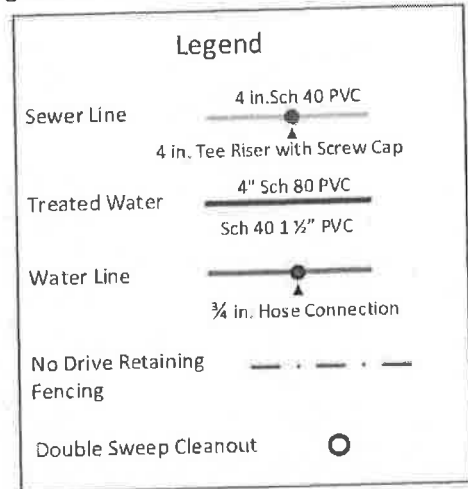 Legend
4 in.Sch 40 PVC
Sewer Line
4 in. Tee Riser with Screw Cap
4" Sch 80 PVC
Treated Water
Sch 40 1 ½" PVC
Water Line
¾ in. Hose Connection
No Drive Retaining
Fencing
Double Sweep Cleanout